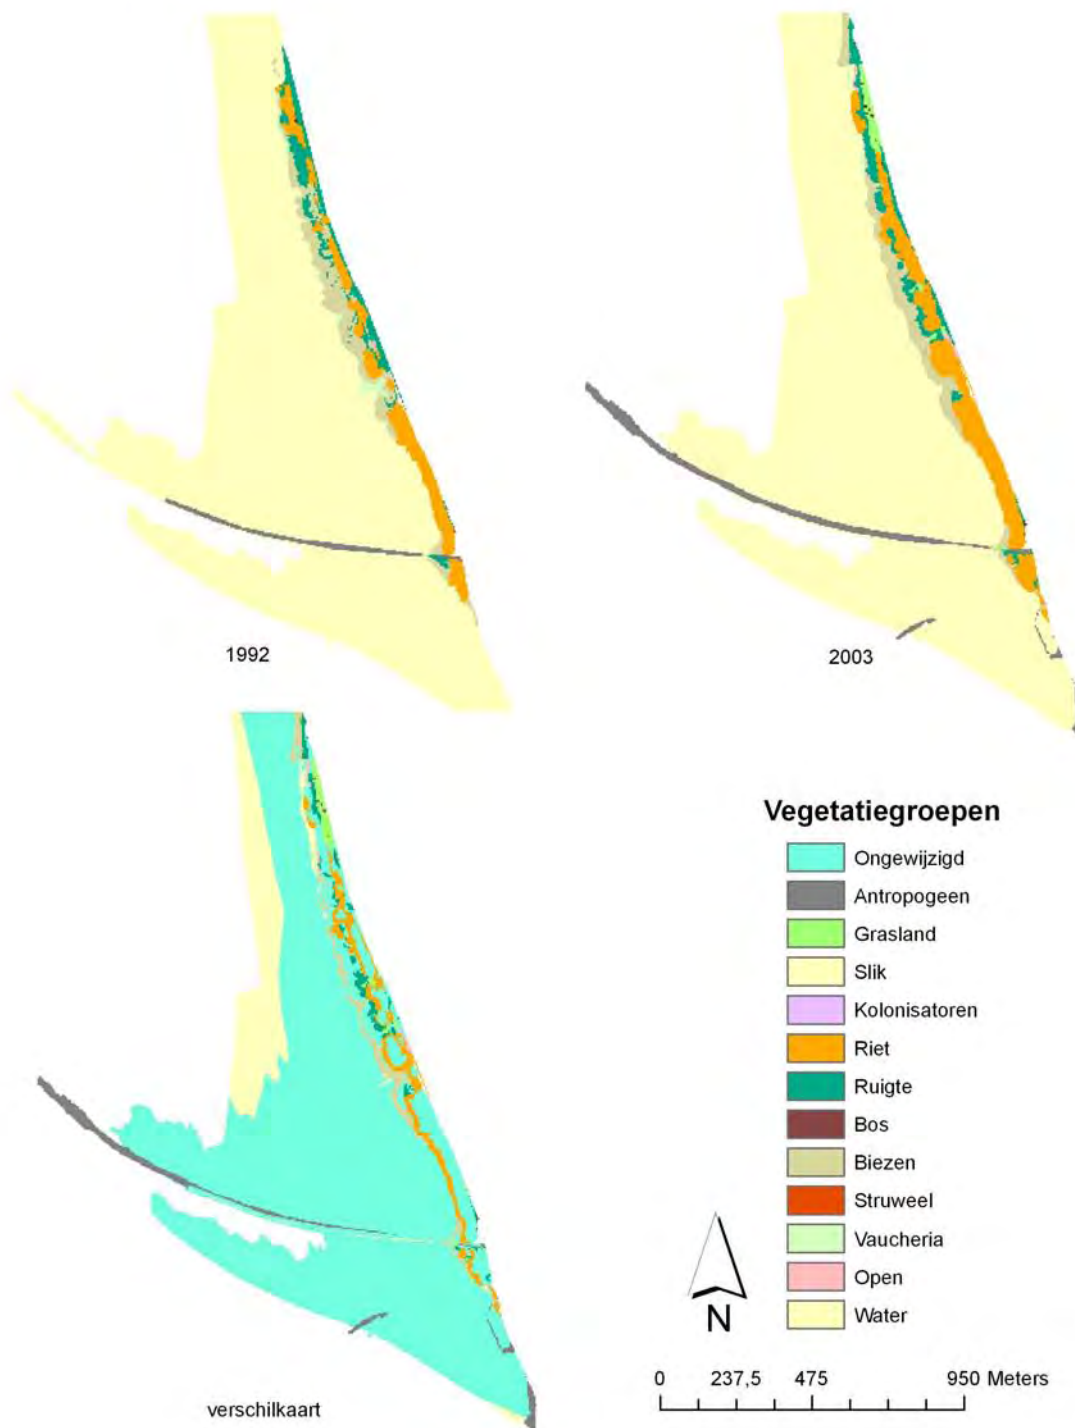 1992
2003
verschilkaart
Vegetatiegroepen
Ongewijzigd
Antropogeen
Grasland
Slik
Kolonisatoren
Riet
Ruigte
Bos
Biezen
Struweel
Vaucheria
Open
Water
N
0 237,5 475 950 Meters